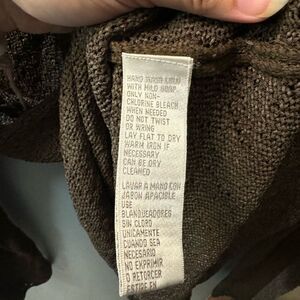 HAND WASH COLD
WITH MILD SOAP
ONLY NON-
CHLORINE BLEACH
WHEN NEEDED
DO NOT TWIST
OR WRING
LAY FLAT TO DRY
WARM IRON IF
NECESSARY
CAN BE DRY
CLEANED
LAVAR A MANO CON
JABON APACIBLE
USE
BLANQUEADORES
SIN CLORO
UNICAMENTE
CUANDO SEA
NECESARIO
NO EXPRIMIR
O RETORCER
ESTIRE EN